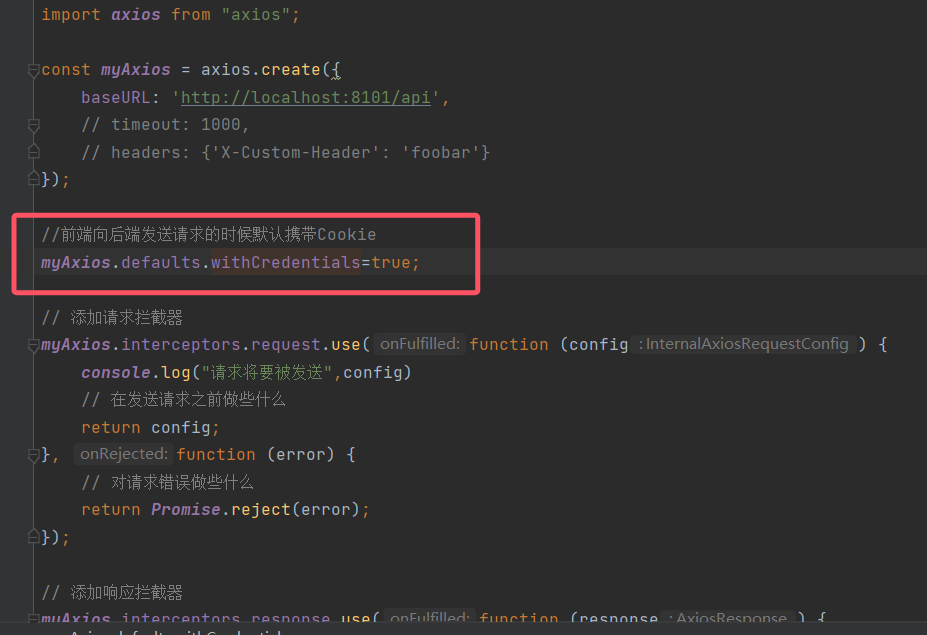 import axios from "axios";
const myAxios = axios.create({
baseURL: 'http://localhost:8101/api',
// timeout: 1000,
// headers: {'X-Custom-Header': 'foobar'}
});
//前端向后端发送请求的时候默认携带Cookie
myAxios.defaults.withCredentials=true;
// 添加请求拦截器
myAxios.interceptors.request.use( onFulfilled: function (config : InternalAxiosRequestConfig ) {
console.log("请求将要被发送",config)
// 在发送请求之前做些什么
return config;
}, onRejected: function (error) {
// 对请求错误做些什么
return Promise.reject(error);
});
// 添加响应拦截器
myAxios.interceptors.response.use( onFulfilled: function (response : AxiosResponse ) {